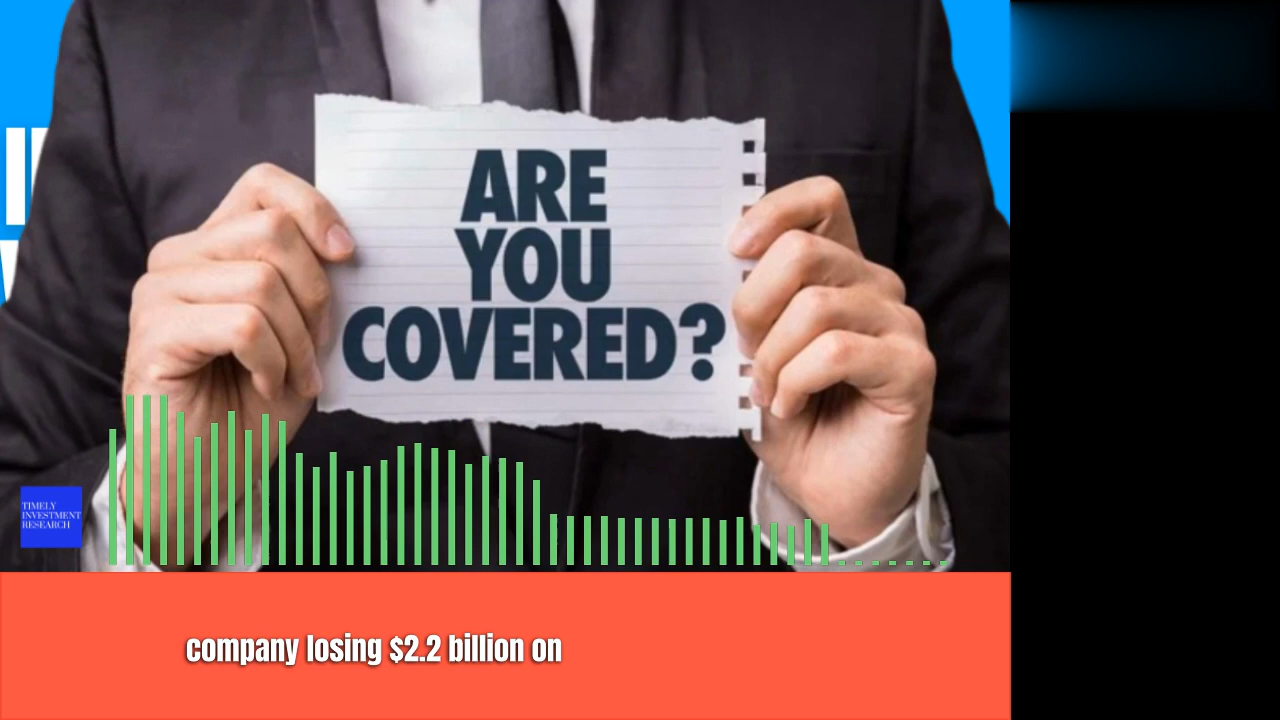 ARE
YOU
COVERED?
TIMELY
INVESTMENT
RESEARCH
company losing $2.2 billion on